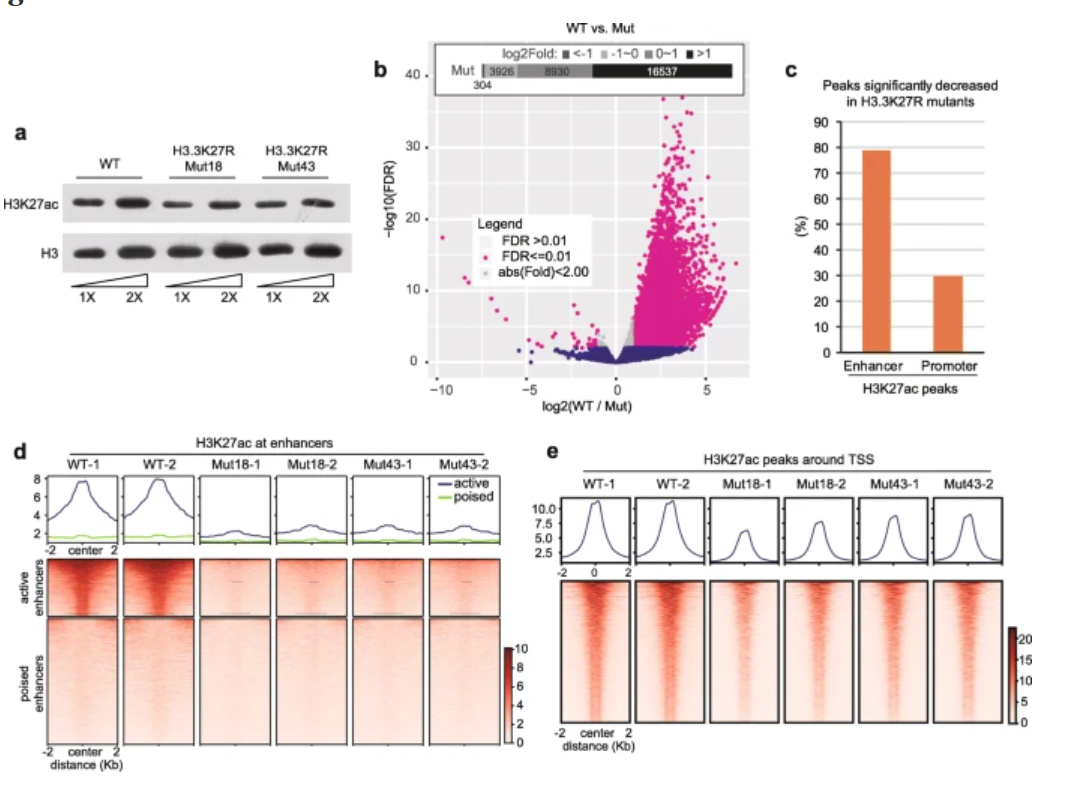 a
WT
H3.3K27R
Mut18
H3.3K27R
Mut43
H3K27ac
H3
1X 2X 1X 2X 1X 2X
b
WT vs. Mut
log2Fold: <-1 -1~0 0~1 >1
Mut 3926 8930 16537
304
40
30
20
10
0
−log10(FDR)
Legend
FDR >0.01
FDR<=0.01
abs(Fold)<2.00
−10 −5 0 5
log2(WT / Mut)
c
Peaks significantly decreased
in H3.3K27R mutants
90
80
70
60
50
40
30
20
10
0
(%)
Enhancer Promoter
H3K27ac peaks
d
H3K27ac at enhancers
WT-1 WT-2 Mut18-1 Mut18-2 Mut43-1 Mut43-2
8
6
4
2
active
poised
-2 center 2
active
enhancers
poised
enhancers
10
8
6
4
2
0
-2 center 2
distance (Kb)
e
H3K27ac peaks around TSS
WT-1 WT-2 Mut18-1 Mut18-2 Mut43-1 Mut43-2
10.0
7.5
5.0
2.5
-2 0 2
20
15
10
5
0
-2 center 2
distance (Kb)